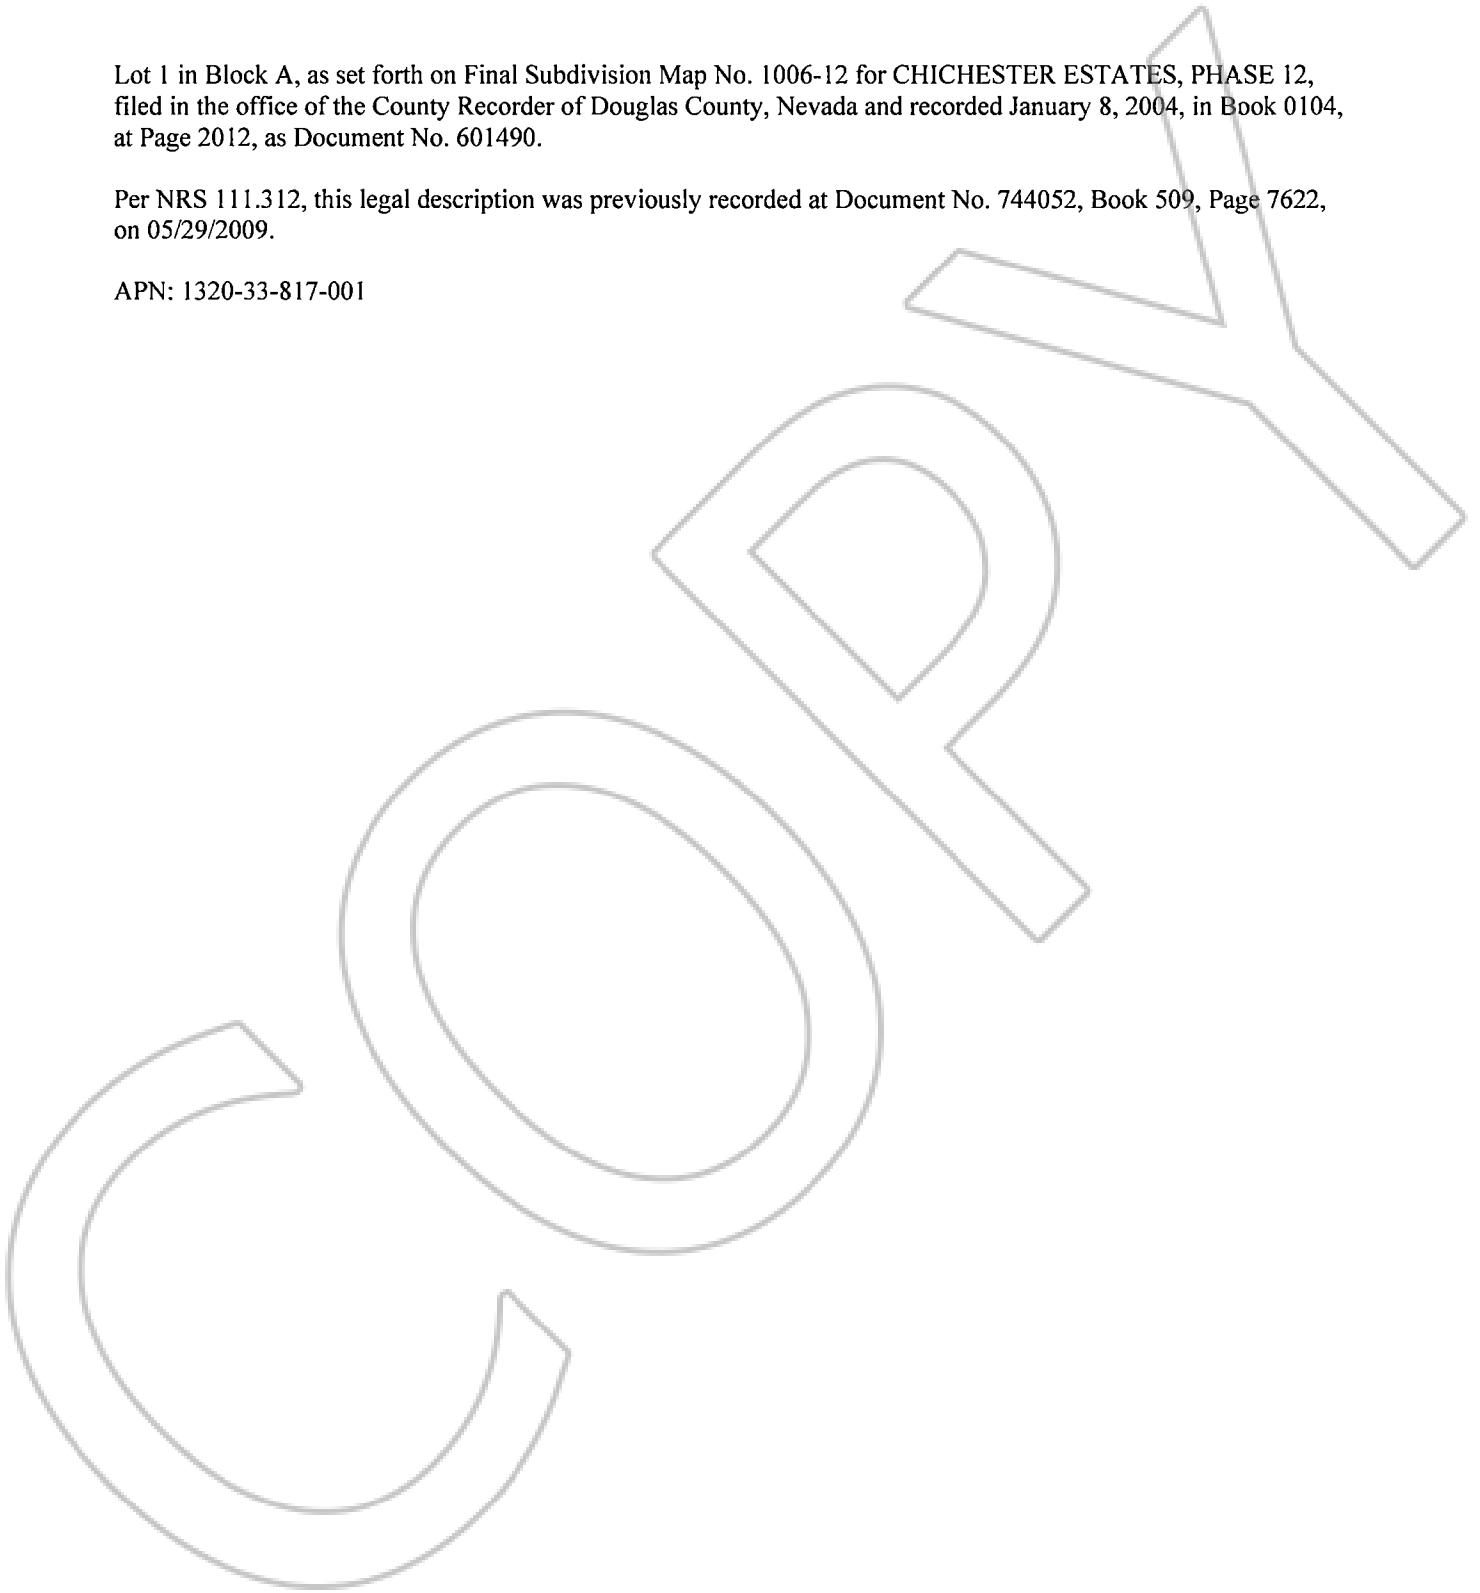 Lot 1 in Block A, as set forth on Final Subdivision Map No. 1006-12 for CHICHESTER ESTATES, PHASE 12,
filed in the office of the County Recorder of Douglas County, Nevada and recorded January 8, 2004, in Book 0104,
at Page 2012, as Document No. 601490.
Per NRS 111.312, this legal description was previously recorded at Document No. 744052, Book 509, Page 7622,
on 05/29/2009.
APN: 1320-33-817-001
COPY